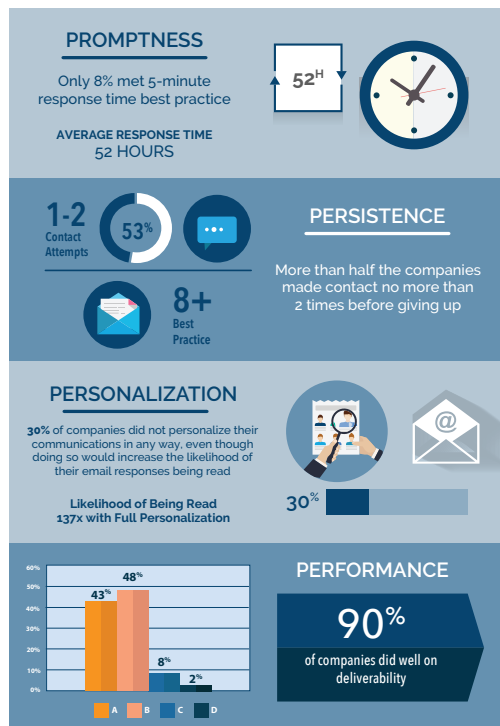 PROMPTNESS
Only 8% met 5-minute
response time best practice
AVERAGE RESPONSE TIME
52 HOURS
52H
1-2
Contact
Attempts
53%
8+
Best
Practice
PERSISTENCE
More than half the companies
made contact no more than
2 times before giving up
PERSONALIZATION
30% of companies did not personalize their
communications in any way, even though
doing so would increase the likelihood of
their email responses being read
Likelihood of Being Read
137x with Full Personalization
@
30%
60%
50%
40%
30%
20%
10%
0%
43%
48%
8%
2%
A B C D
PERFORMANCE
90%
of companies did well on
deliverability